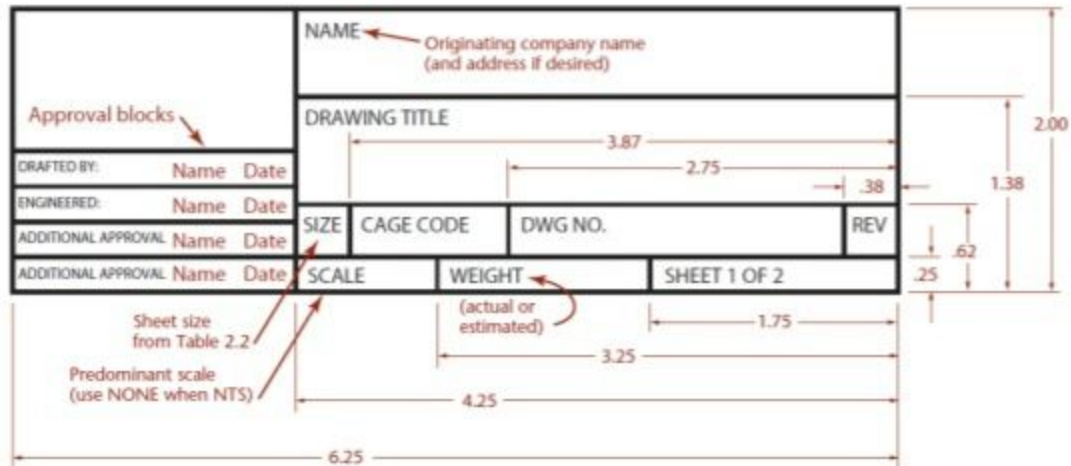 NAME
Originating company name
(and address if desired)
Approval blocks
DRAWING TITLE
3.87
2.75
.38
2.00
1.38
DRAFTED BY: Name Date
ENGINEERED: Name Date
ADDITIONAL APPROVAL Name Date
ADDITIONAL APPROVAL Name Date
SIZE CAGE CODE DWG NO. REV
.62
.25
SCALE WEIGHT SHEET 1 OF 2
(actual or
estimated)
1.75
Sheet size
from Table 2.2
3.25
Predominant scale
(use NONE when NTS)
4.25
6.25